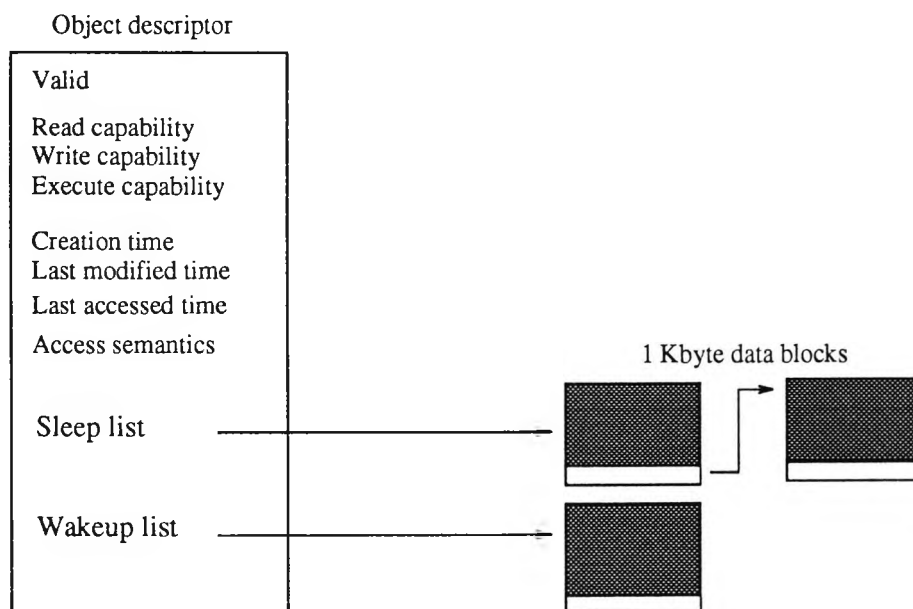 Object descriptor
Valid
Read capability
Write capability
Execute capability
Creation time
Last modified time
Last accessed time
Access semantics
1 Kbyte data blocks
Sleep list
Wakeup list